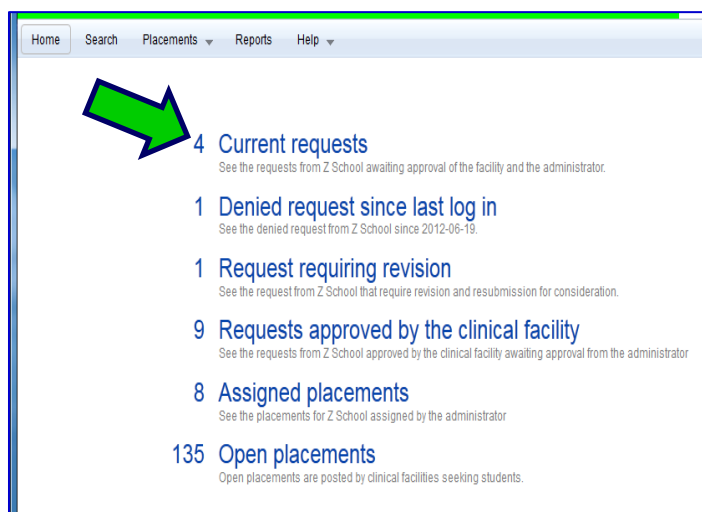 Home Search Placements Reports Help
4 Current requests
See the requests from Z School awaiting approval of the facility and the administrator.
1 Denied request since last log in
See the denied request from Z School since 2012-06-19.
1 Request requiring revision
See the request from Z School that require revision and resubmission for consideration.
9 Requests approved by the clinical facility
See the requests from Z School approved by the clinical facility awaiting approval from the administrator
8 Assigned placements
See the placements for Z School assigned by the administrator
135 Open placements
Open placements are posted by clinical facilities seeking students.